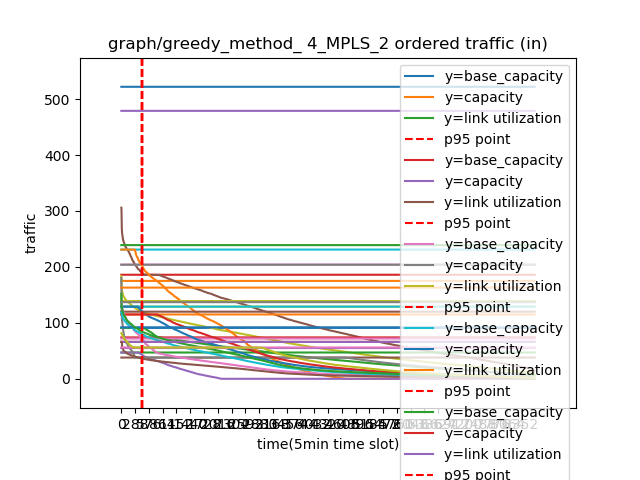 graph/greedy_method_ 4_MPLS_2 ordered traffic (in)
traffic
500
400
300
200
100
0
time(5min time slot)
y=base_capacity
y=capacity
y=link utilization
p95 point
y=base_capacity
y=capacity
y=link utilization
p95 point
y=base_capacity
y=capacity
y=link utilization
p95 point
y=base_capacity
y=capacity
y=link utilization
p95 point
y=base_capacity
y=capacity
y=link utilization
p95 point